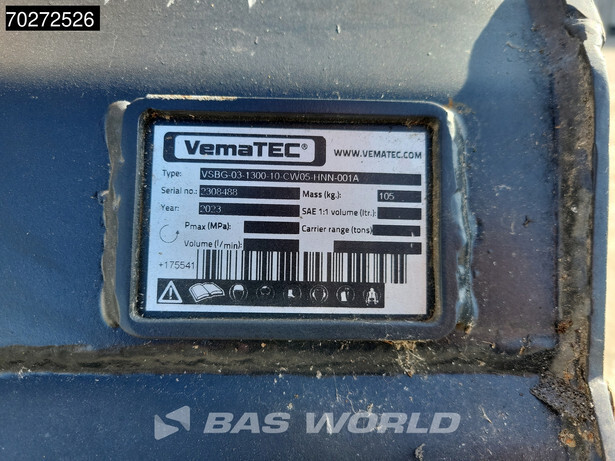 70272526
VemaTEC®
WWW.VEMATEC.COM
Type: VSBG-03-1300-10-CW05-HNN-001A
Serial no.: 2308488 Mass (kg.): 105
Year: 2023 SAE 1:1 volume (ltr.):
Pmax (MPa): Carrier range (tons)
Volume (l/min):
+175541
BAS WORLD